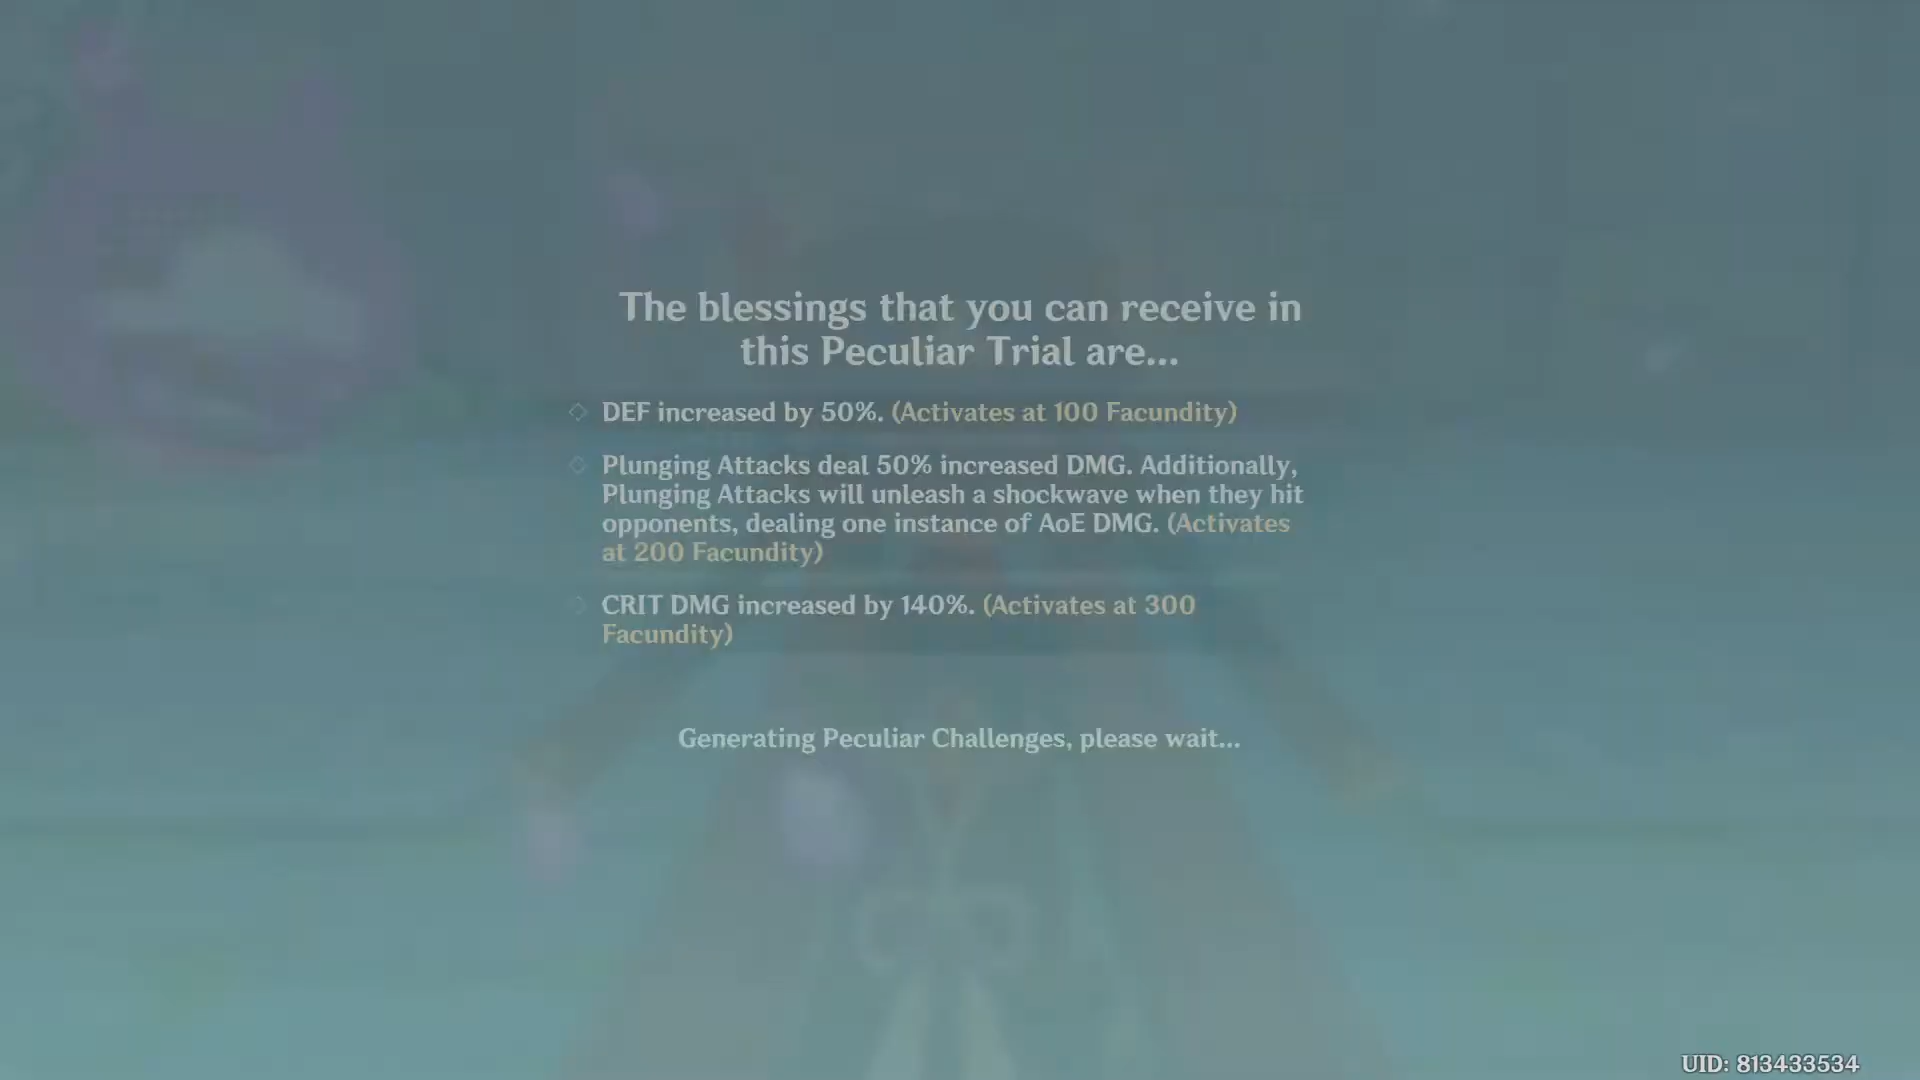 The blessings that you can receive in
this Peculiar Trial are...
DEF increased by 50%. (Activates at 100 Facundity)
Plunging Attacks deal 50% increased DMG. Additionally,
Plunging Attacks will unleash a shockwave when they hit
opponents, dealing one instance of AoE DMG. (Activates
at 200 Facundity)
CRIT DMG increased by 140%. (Activates at 300
Facundity)
Generating Peculiar Challenges, please wait...
UID: 813433534